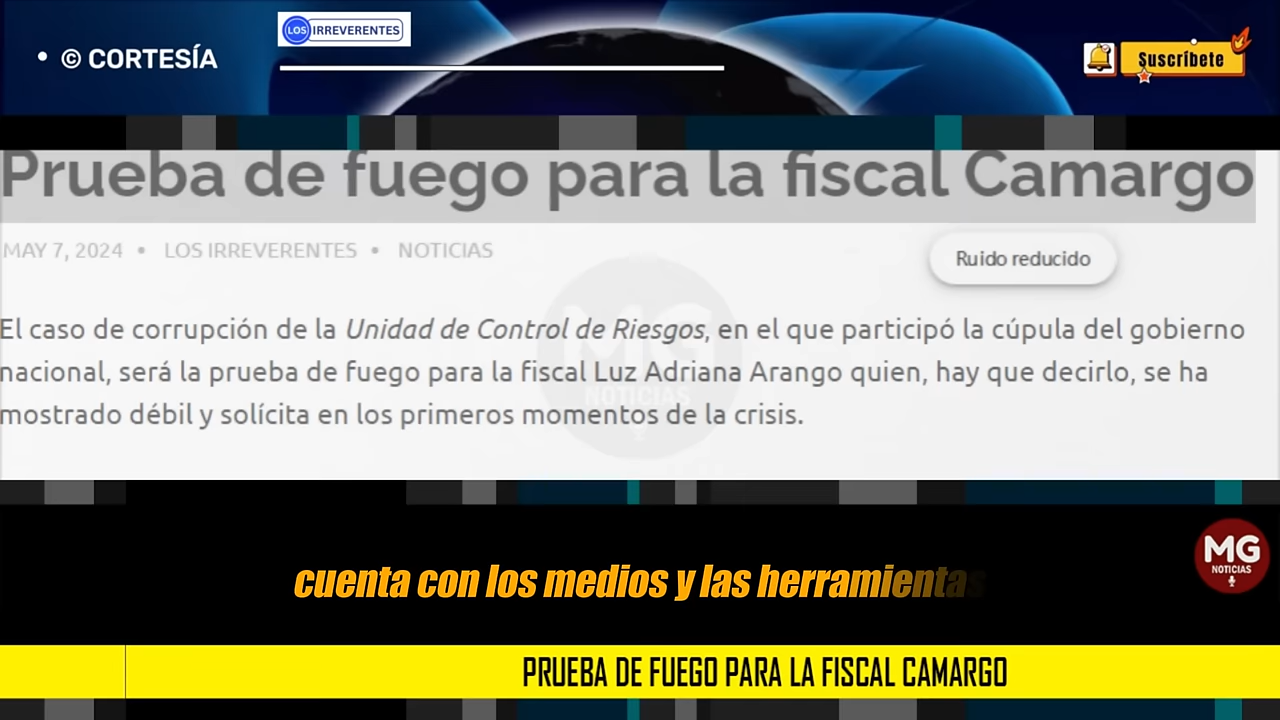 • © CORTESÍA
LOS IRREVERENTES
Suscríbete
Prueba de fuego para la fiscal Camargo
MAY 7, 2024 • LOS IRREVERENTES • NOTICIAS
Ruido reducido
El caso de corrupción de la Unidad de Control de Riesgos, en el que participó la cúpula del gobierno
nacional, será la prueba de fuego para la fiscal Luz Adriana Arango quien, hay que decirlo, se ha
mostrado débil y solícita en los primeros momentos de la crisis.
MG
NOTICIAS
cuenta con los medios y las herramientas
MG
NOTICIAS
PRUEBA DE FUEGO PARA LA FISCAL CAMARGO